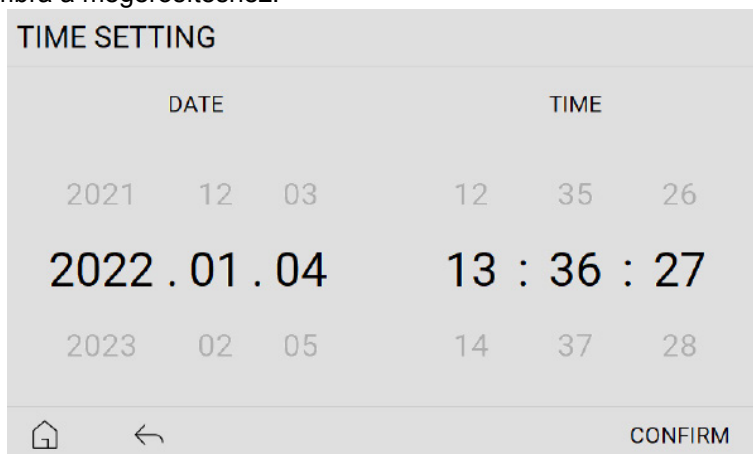 a megerősítéshez.
TIME SETTING
DATE TIME
2021 12 03 12 35 26
2022 . 01 . 04 13 : 36 : 27
2023 02 05 14 37 28
CONFIRM